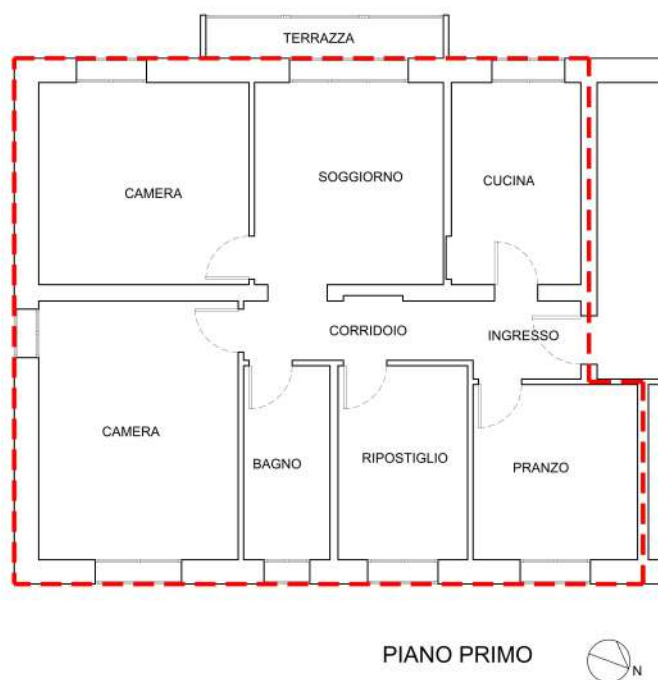 TERRAZZA
CAMERA
SOGGIORNO
CUCINA
CORRIDOIO
INGRESSO
CAMERA
BAGNO
RIPOSTIGLIO
PRANZO
PIANO PRIMO
N